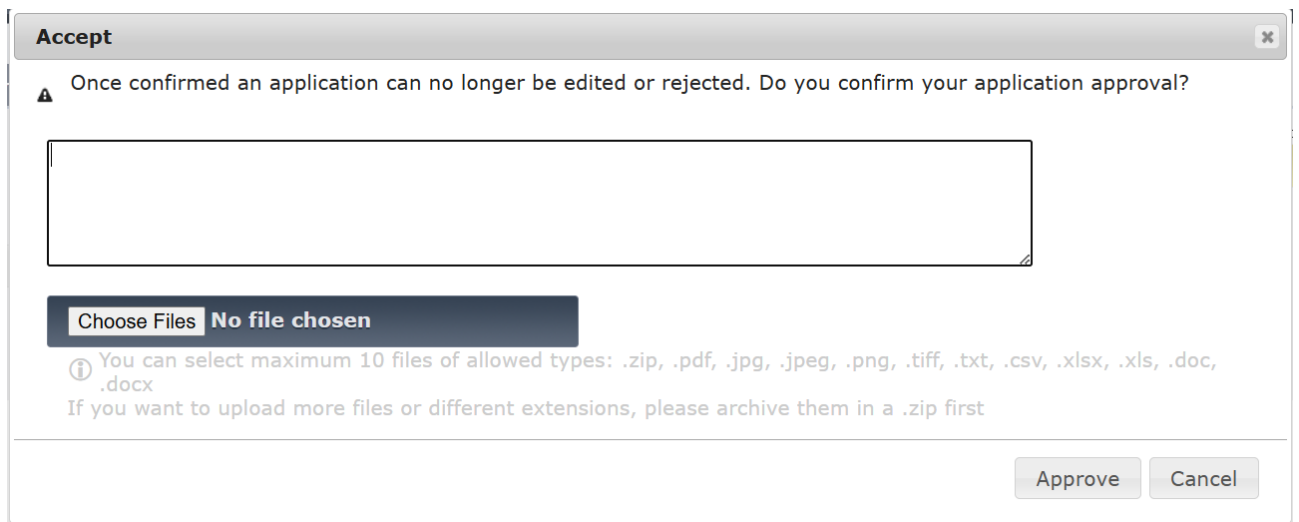 Accept
Once confirmed an application can no longer be edited or rejected. Do you confirm your application approval?
Choose Files No file chosen
You can select maximum 10 files of allowed types: .zip, .pdf, .jpg, .jpeg, .png, .tiff, .txt, .csv, .xlsx, .xls, .doc,
.docx
If you want to upload more files or different extensions, please archive them in a .zip first
Approve Cancel